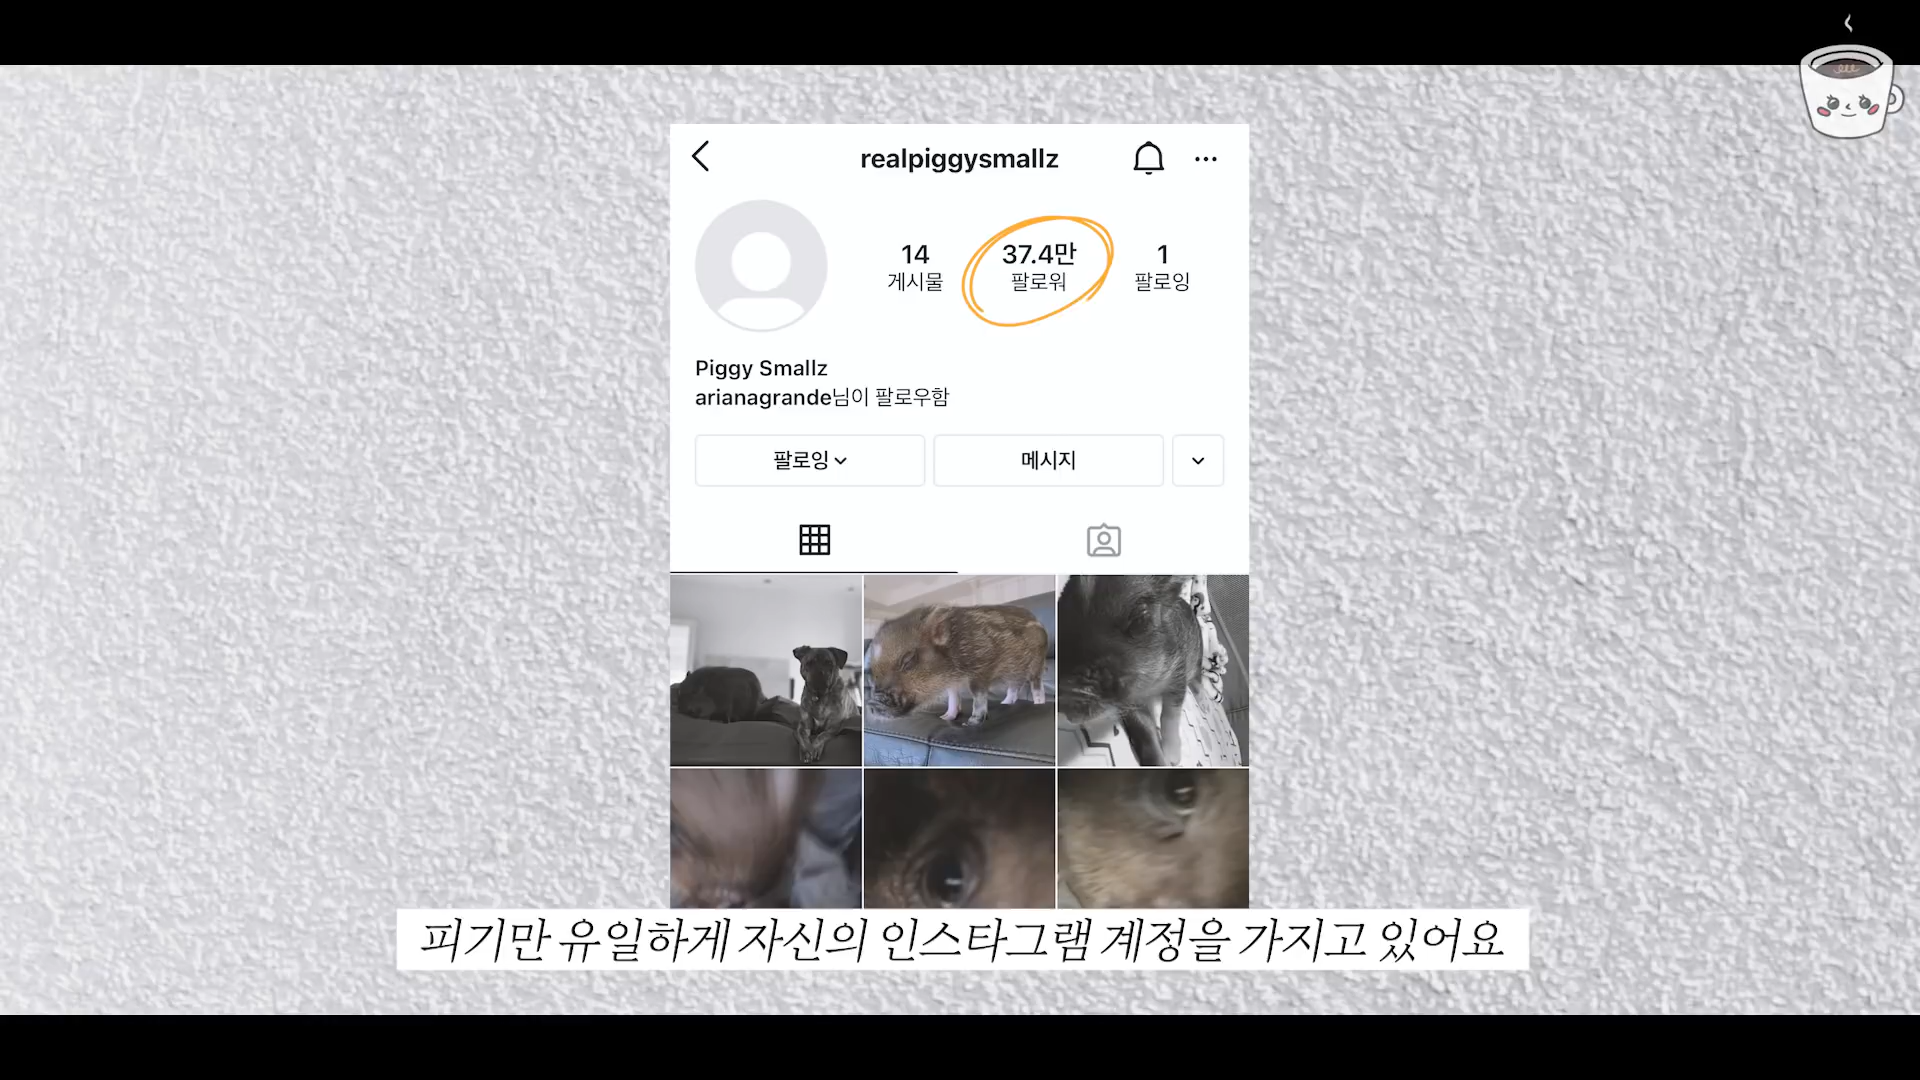 realpiggysmallz
14
게시물
37.4만
팔로워
1
팔로잉
Piggy Smallz
arianagrande님이 팔로우함
팔로잉
메시지
피기만 유일하게 자신의 인스타그램 계정을 가지고 있어요